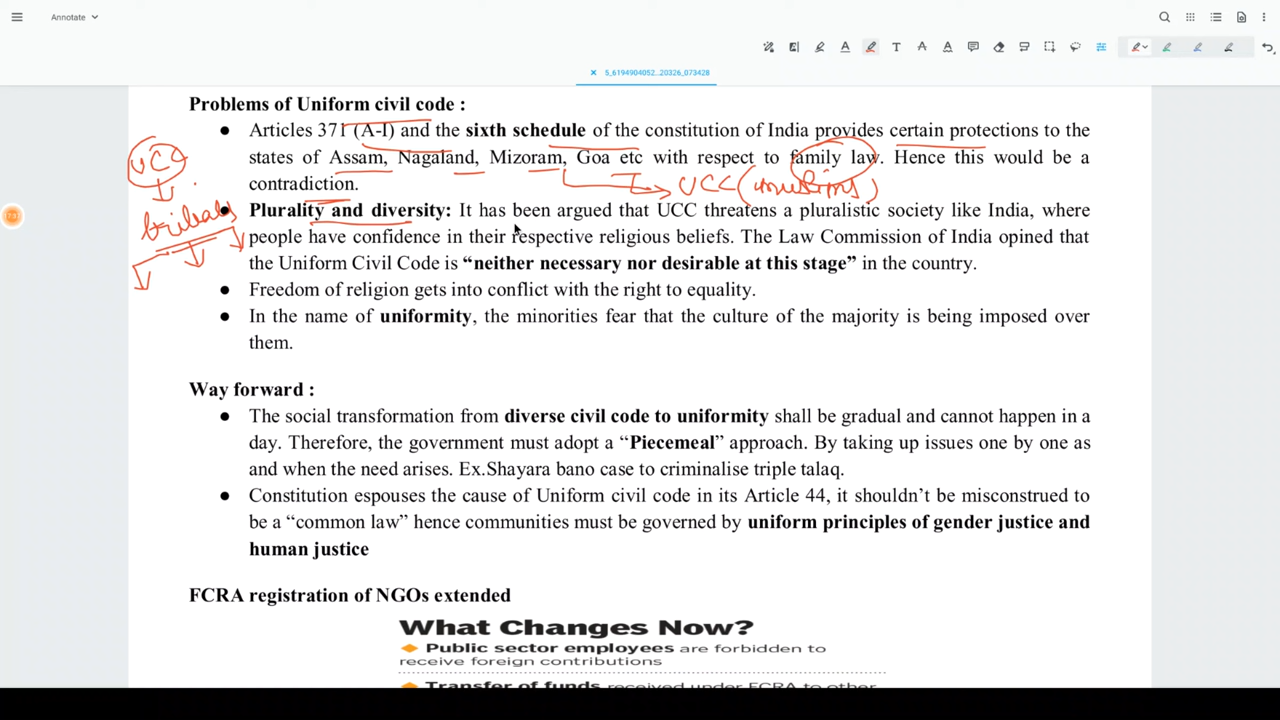 Annotate
5_6194904052..20326_073428
Problems of Uniform civil code :
● Articles 371 (A-I) and the sixth schedule of the constitution of India provides certain protections to the
states of Assam, Nagaland, Mizoram, Goa etc with respect to family law. Hence this would be a
contradiction.
UCC
UCC (muslims)
tribals
● Plurality and diversity: It has been argued that UCC threatens a pluralistic society like India, where
people have confidence in their respective religious beliefs. The Law Commission of India opined that
the Uniform Civil Code is “neither necessary nor desirable at this stage” in the country.
● Freedom of religion gets into conflict with the right to equality.
● In the name of uniformity, the minorities fear that the culture of the majority is being imposed over
them.
Way forward :
● The social transformation from diverse civil code to uniformity shall be gradual and cannot happen in a
day. Therefore, the government must adopt a “Piecemeal” approach. By taking up issues one by one as
and when the need arises. Ex.Shayara bano case to criminalise triple talaq.
● Constitution espouses the cause of Uniform civil code in its Article 44, it shouldn’t be misconstrued to
be a “common law” hence communities must be governed by uniform principles of gender justice and
human justice
FCRA registration of NGOs extended
What Changes Now?
Public sector employees are forbidden to
receive foreign contributions
Transfer of funds received under FCRA to other